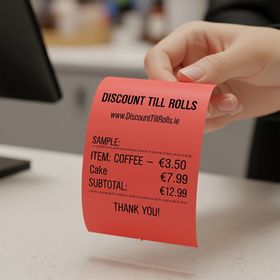 DISCOUNT TILL ROLLS
www.DiscountTillRolls.ie
SAMPLE:
ITEM: COFFEE – €3.50
Cake €7.99
SUBTOTAL: €12.99
THANK YOU!